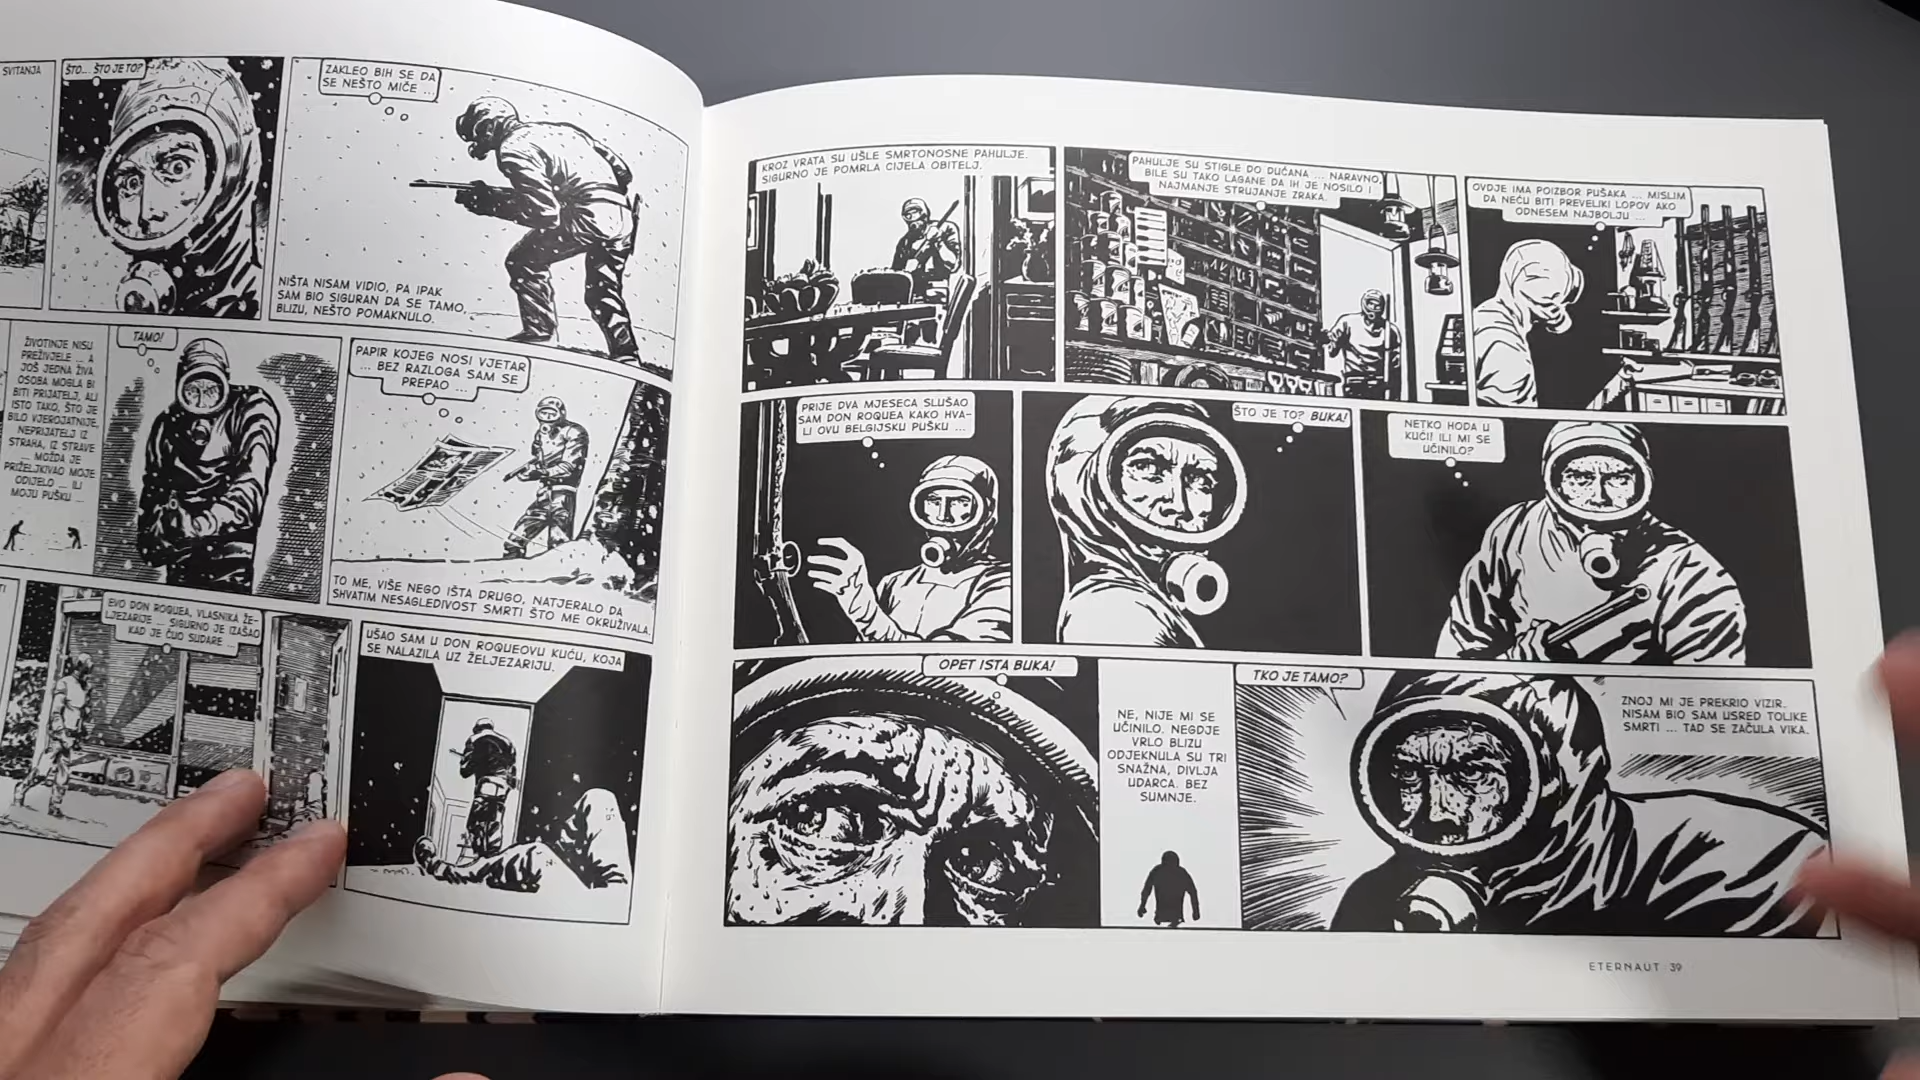 SVITANJA
ŠTO... ŠTO JE TO?
ZAKLEO BIH SE DA
SE NEŠTO MIČE ...
NIŠTA NISAM VIDIO, PA IPAK
SAM BIO SIGURAN DA SE TAMO,
BLIZU, NEŠTO POMAKNULO.
ŽIVOTINJE NISU
PREŽIVJELE ... A
JOŠ JEDNA ŽIVA
OSOBA MOGLA BI
BITI PRIJATELJ, ALI
ISTO TAKO, ŠTO JE
BILO VJEROJATNIJE,
NEPRIJATELJ IZ
STRAHA, IZ STRAVE
... MOŽDA JE
PRIŽELJKIVAO MOJE
ODIJELO ... ILI
MOJU PUŠKU ...
TAMO!
PAPIR KOJEG NOSI VJETAR
... BEZ RAZLOGA SAM SE
PREPAO ...
TO ME, VIŠE NEGO IŠTA DRUGO, NATJERALO DA
SHVATIM NESAGLEDIVOST SMRTI ŠTO ME OKRUŽIVALA.
TI
EVO DON ROQUEA, VLASNIKA ŽE-
LJEZARIJE ... SIGURNO JE IZAŠAO
KAD JE ČUO SUDARE ...
UŠAO SAM U DON ROQUEOVU KUĆU, KOJA
SE NALAZILA UZ ŽELJEZARIJU.
KROZ VRATA SU UŠLE SMRTONOSNE PAHULJE.
SIGURNO JE POMRLA CIJELA OBITELJ.
PAHULJE SU STIGLE DO DUĆANA ... NARAVNO,
BILE SU TAKO LAGANE DA IH JE NOSILO I
NAJMANJE STRUJANJE ZRAKA.
OVDJE IMA POIZBOR PUŠAKA ... MISLIM
DA NEĆU BITI PREVELIKI LOPOV AKO
ODNESEM NAJBOLJU ...
PRIJE DVA MJESECA SLUŠAO
SAM DON ROQUEA KAKO HVA-
LI OVU BELGIJSKU PUŠKU ...
ŠTO JE TO? BUKA!
NETKO HODA U
KUĆI! ILI MI SE
UČINILO?
OPET ISTA BUKA!
NE, NIJE MI SE
UČINILO. NEGDJE
VRLO BLIZU
ODJEKNULA SU TRI
SNAŽNA, DIVLJA
UDARCA. BEZ
SUMNJE.
TKO JE TAMO?
ZNOJ MI JE PREKRIO VIZIR.
NISAM BIO SAM USRED TOLIKE
SMRTI ... TAD SE ZAČULA VIKA.
ETERNAUT 39